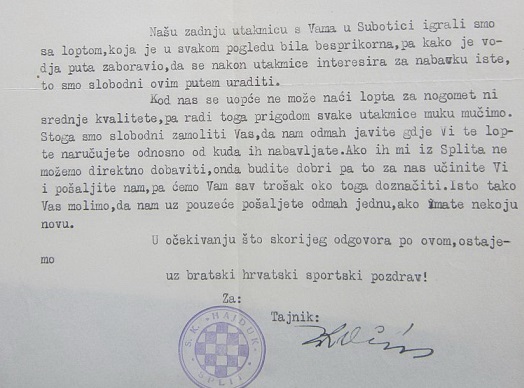 Našu zadnju utakmicu s Vama u Subotici igrali smo
sa loptom,koja je u svakom pogledu bila besprikorna,pa kako je vo-
dja puta zaboravio,da se nakon utakmice interesira za nabavku iste,
to smo slobodni ovim putem uraditi.
Kod nas se uopće ne može naći lopta za nogomet ni
srednje kvalitete,pa radi toga prigodom svake utakmice muku mučimo.
Stoga smo slobodni zamoliti Vas,da nam odmah javite gdje Vi te lop-
te naručujete odnosno od kuda ih nabavljate.Ako ih mi iz Splita ne
možemo direktno dobaviti,onda budite dobri pa to za nas učinite Vi
i pošaljite nam,pa ćemo Vam sav trošak oko toga doznačiti.Isto tako
Vas molimo,da nam uz pouzeće pošaljete odmah jednu,ako imate nekoju
novu.
U očekivanju što skorijeg odgovora po ovom,ostaje-
mo
uz bratski hrvatski sportski pozdrav!
Za:
Tajnik:
S.K. HAJDUK
SPLIT